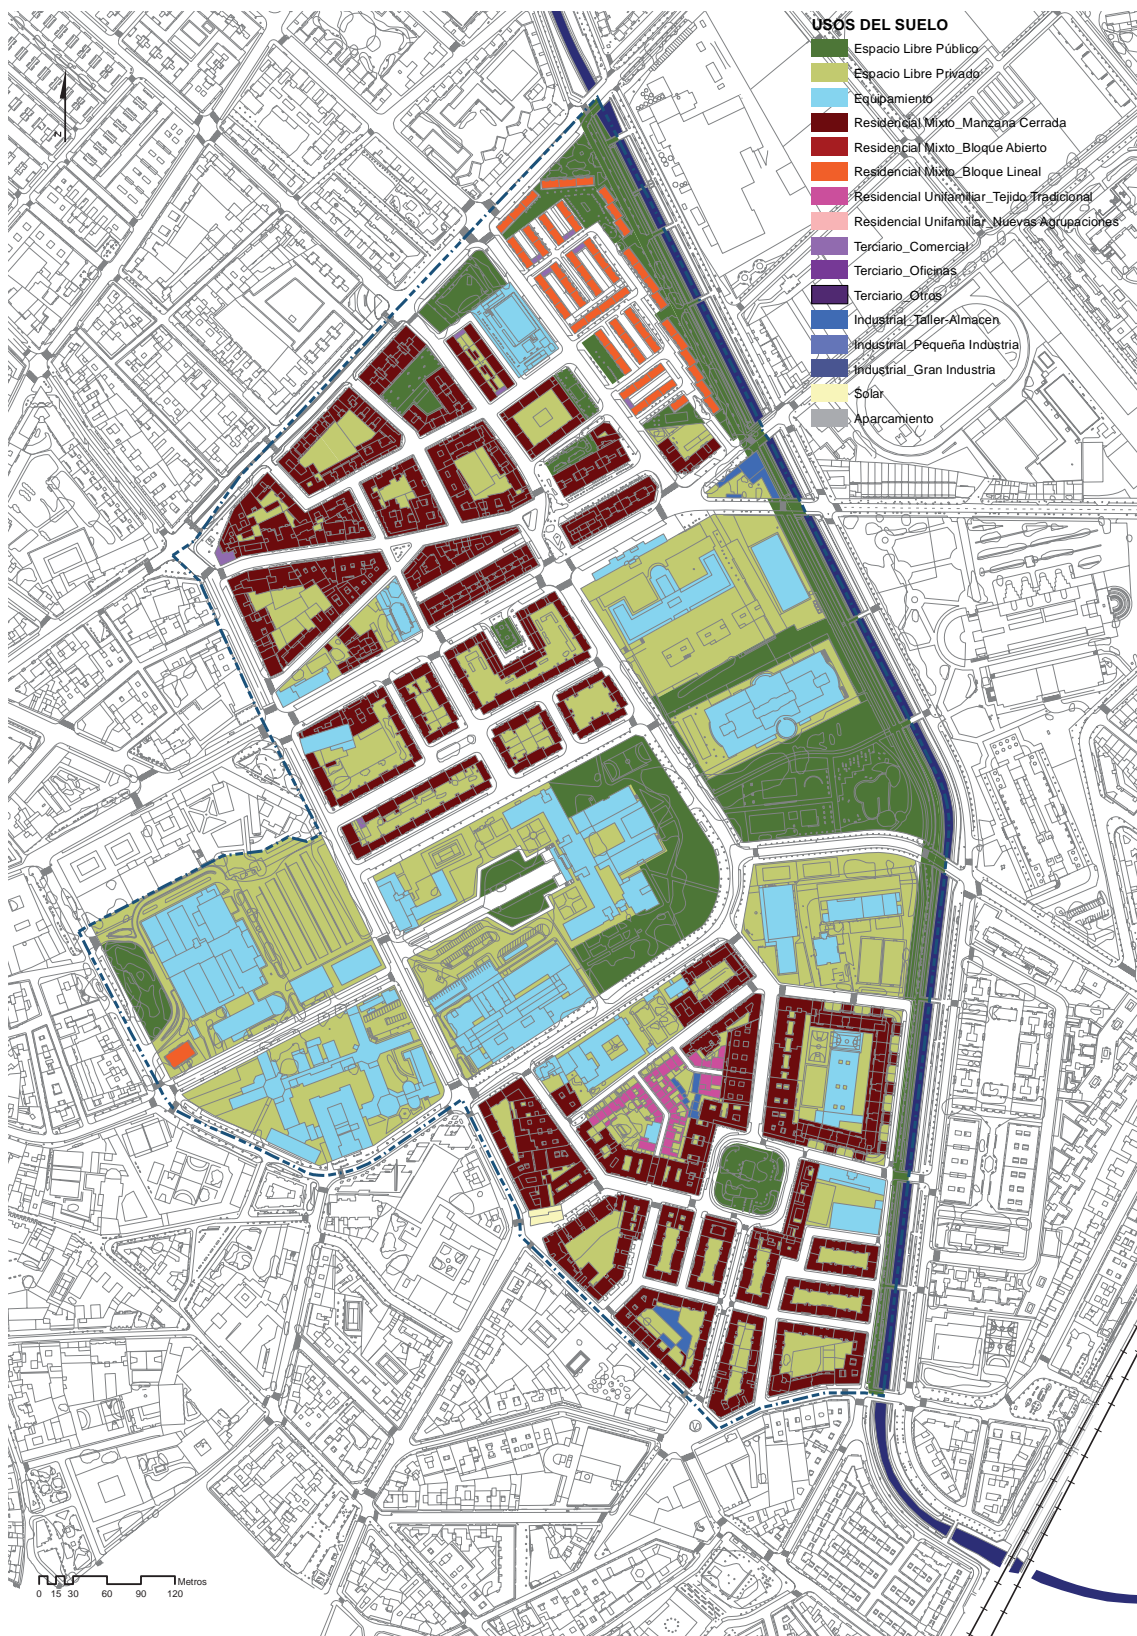 USOS DEL SUELO
Espacio Libre Público
Espacio Libre Privado
Equipamiento
Residencial Mixto_Manzana Cerrada
Residencial Mixto_Bloque Abierto
Residencial Mixto_Bloque Lineal
Residencial Unifamiliar_Tejido Tradicional
Residencial Unifamiliar_Nuevas Agrupaciones
Terciario_Comercial
Terciario_Oficinas
Terciario_Otros
Industrial_Taller-Almacen
Industrial_Pequeña Industria
Industrial_Gran Industria
Solar
Aparcamiento
N
Metros
0 15 30 60 90 120